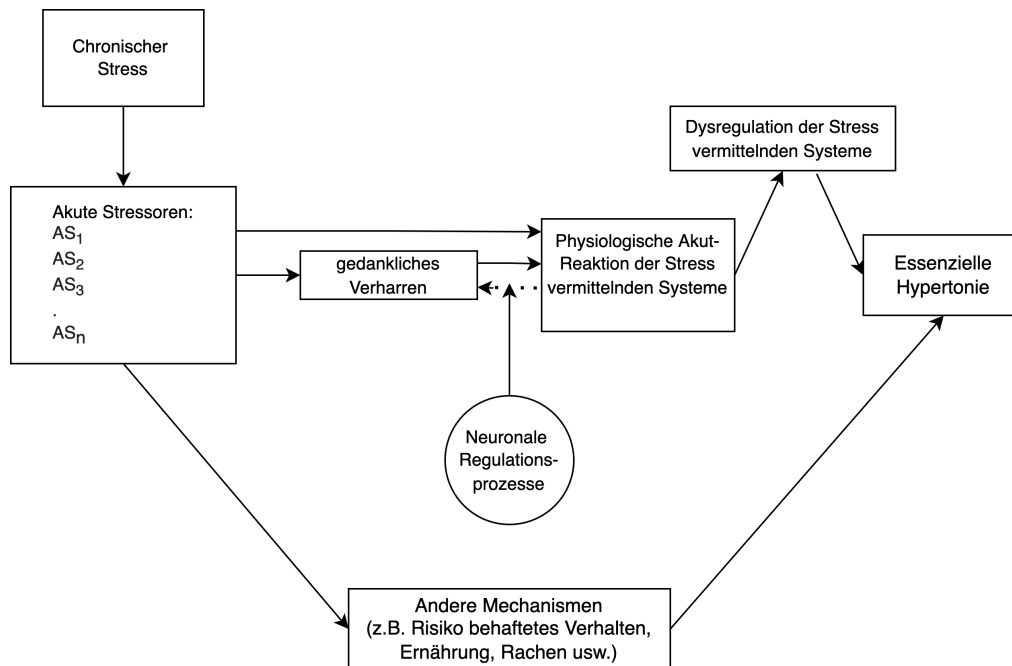 Chronischer
Stress
Akute Stressoren:
AS1
AS2
AS3
.
ASn
gedankliches
Verharren
Physiologische Akut-
Reaktion der Stress
vermittelnden Systeme
Dysregulation der Stress
vermittelnden Systeme
Essenzielle
Hypertonie
Neuronale
Regulations-
prozesse
Andere Mechanismen
(z.B. Risiko behaftetes Verhalten,
Ernährung, Rachen usw.)